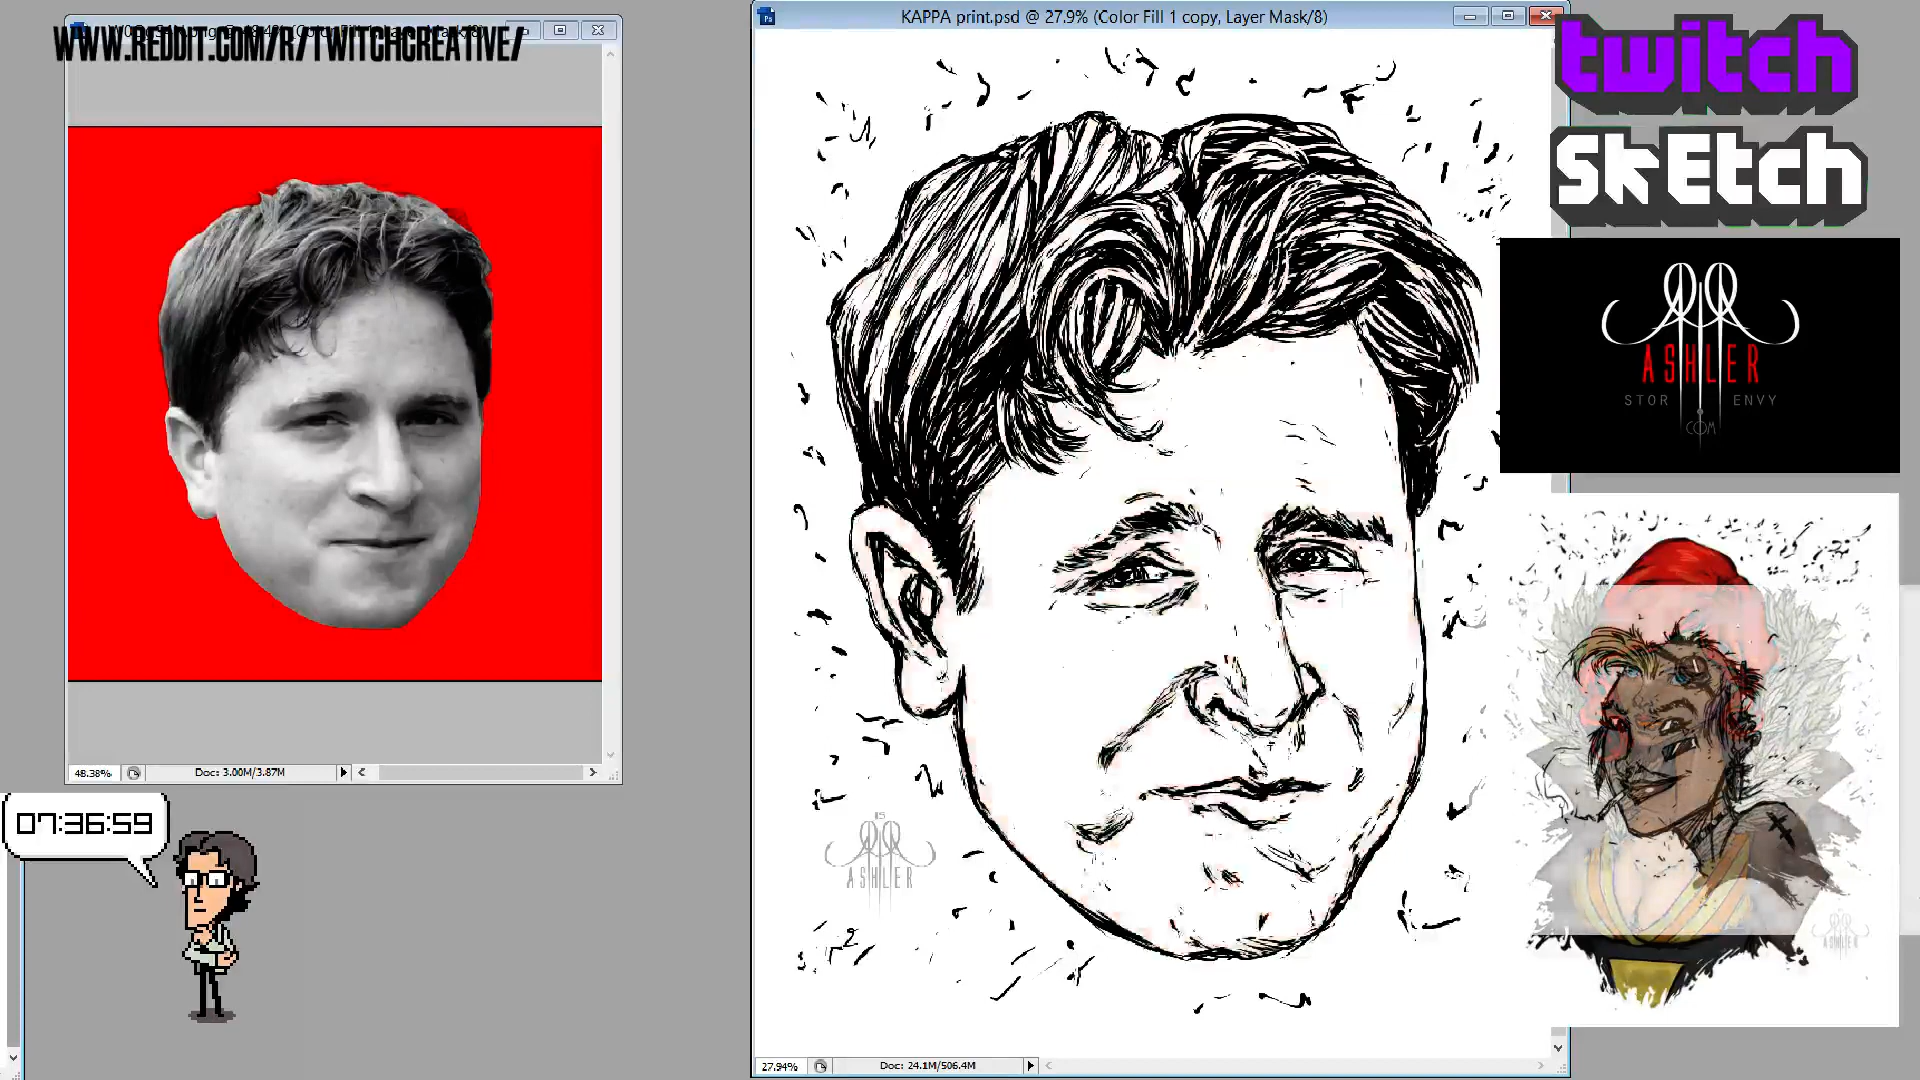 WWW.REDDIT.COM/R/TWITCHCREATIVE/
KAPPA print.psd @ 27.9% (Color Fill 1 copy, Layer Mask/8)
twitch
SkEtch
ASHLER
STOR ENVY
COM
48.38%
Doc: 3.00M/3.87M
07:36:59
ASHLER
27.94%
Doc: 24.1M/506.4M